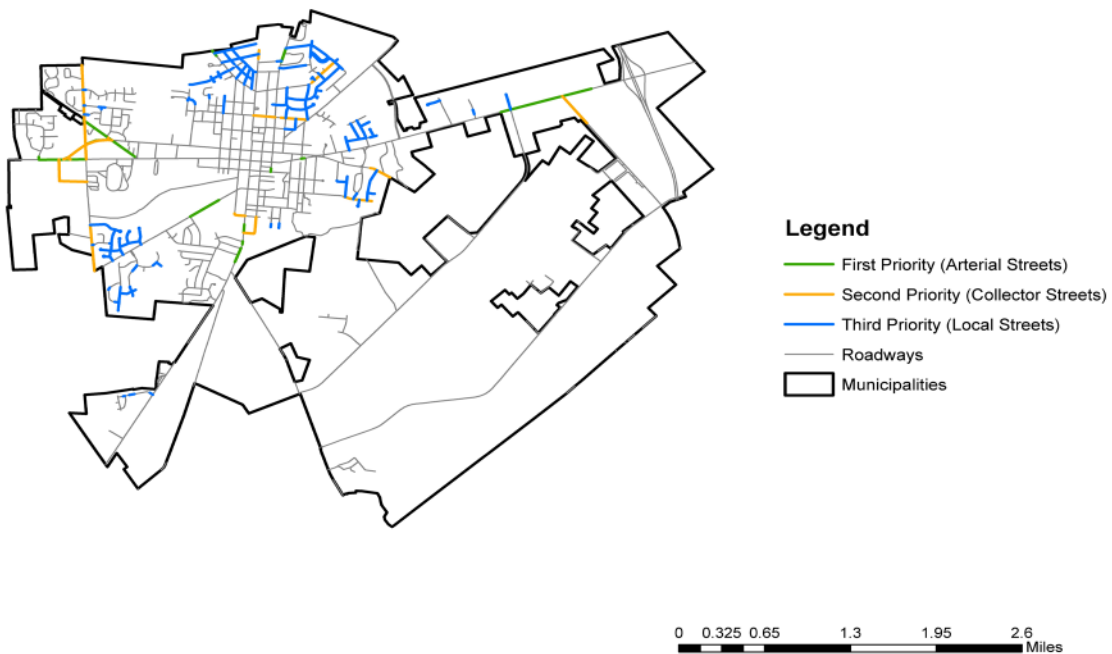 Legend
First Priority (Arterial Streets)
Second Priority (Collector Streets)
Third Priority (Local Streets)
Roadways
Municipalities
0 0.325 0.65 1.3 1.95 2.6
Miles